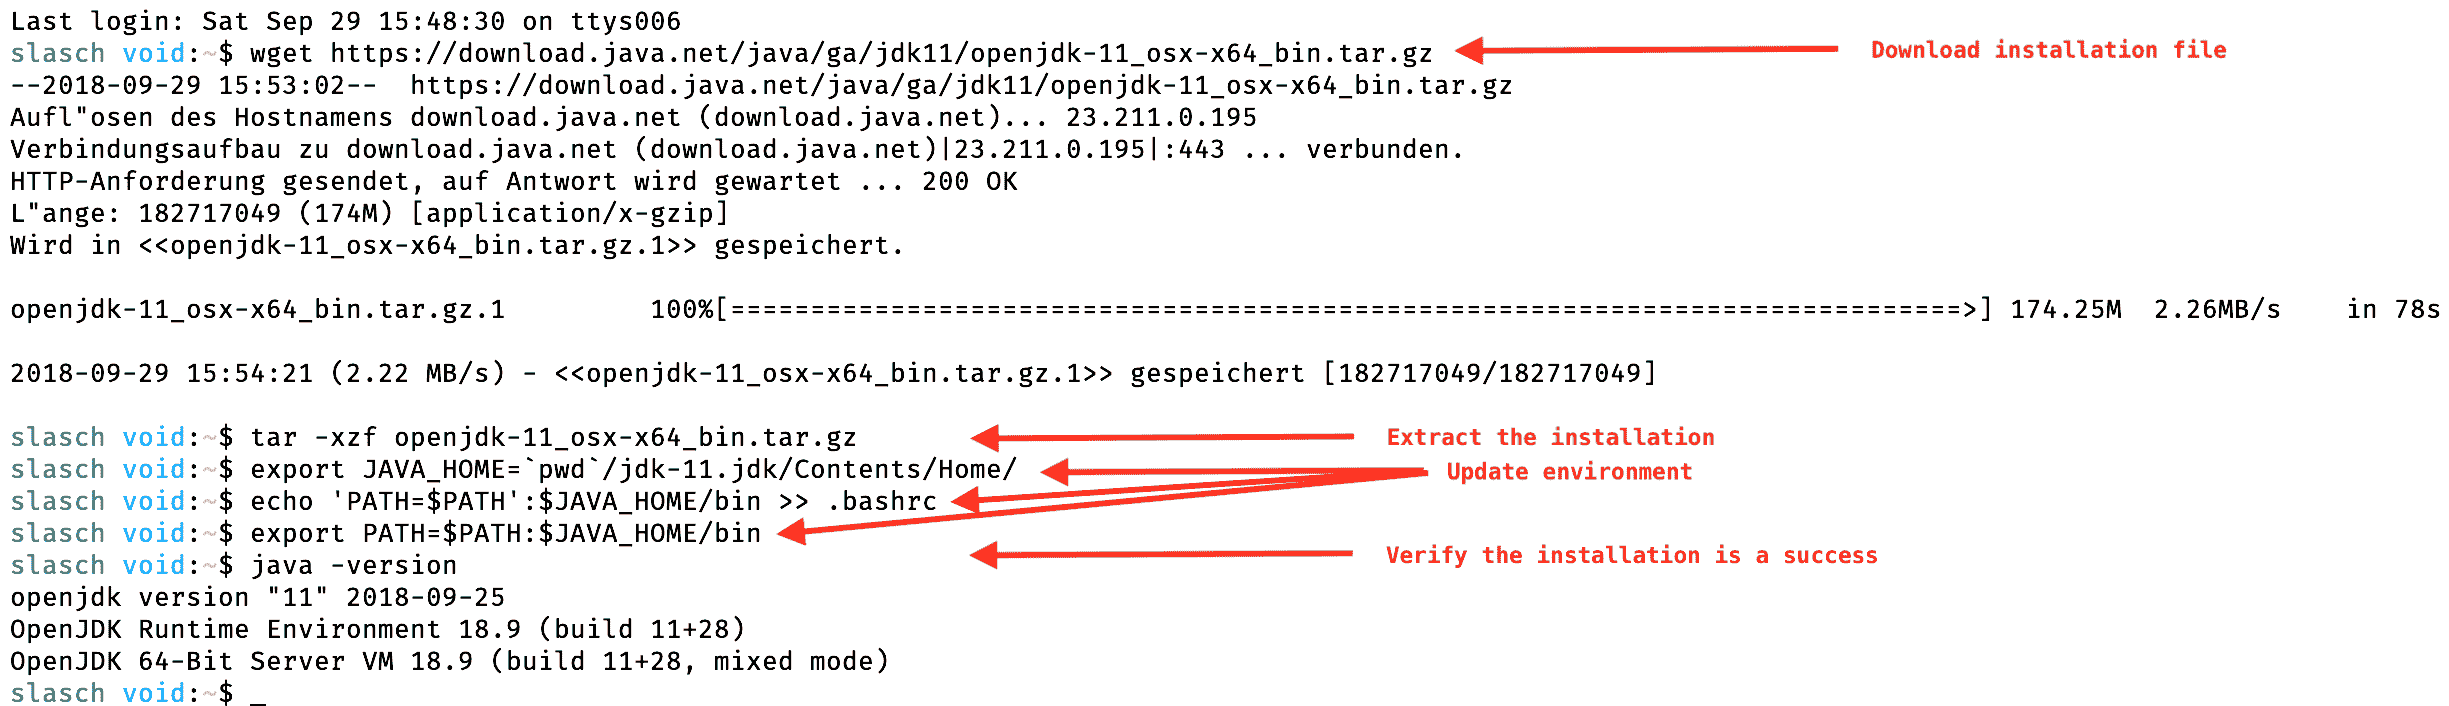 Last login: Sat Sep 29 15:48:30 on ttys006
slasch void:~$ wget https://download.java.net/java/ga/jdk11/openjdk-11_osx-x64_bin.tar.gz Download installation file
--2018-09-29 15:53:02--  https://download.java.net/java/ga/jdk11/openjdk-11_osx-x64_bin.tar.gz
Aufl"osen des Hostnamens download.java.net (download.java.net)... 23.211.0.195
Verbindungsaufbau zu download.java.net (download.java.net)|23.211.0.195|:443 ... verbunden.
HTTP-Anforderung gesendet, auf Antwort wird gewartet ... 200 OK
L"ange: 182717049 (174M) [application/x-gzip]
Wird in <<openjdk-11_osx-x64_bin.tar.gz.1>> gespeichert.
openjdk-11_osx-x64_bin.tar.gz.1 100%[=============================================================================>] 174.25M 2.26MB/s in 78s
2018-09-29 15:54:21 (2.22 MB/s) - <<openjdk-11_osx-x64_bin.tar.gz.1>> gespeichert [182717049/182717049]
slasch void:~$ tar -xzf openjdk-11_osx-x64_bin.tar.gz Extract the installation
slasch void:~$ export JAVA_HOME=`pwd`/jdk-11.jdk/Contents/Home/ Update environment
slasch void:~$ echo 'PATH=$PATH':$JAVA_HOME/bin >> .bashrc
slasch void:~$ export PATH=$PATH:$JAVA_HOME/bin
slasch void:~$ java -version Verify the installation is a success
openjdk version "11" 2018-09-25
OpenJDK Runtime Environment 18.9 (build 11+28)
OpenJDK 64-Bit Server VM 18.9 (build 11+28, mixed mode)
slasch void:~$ _